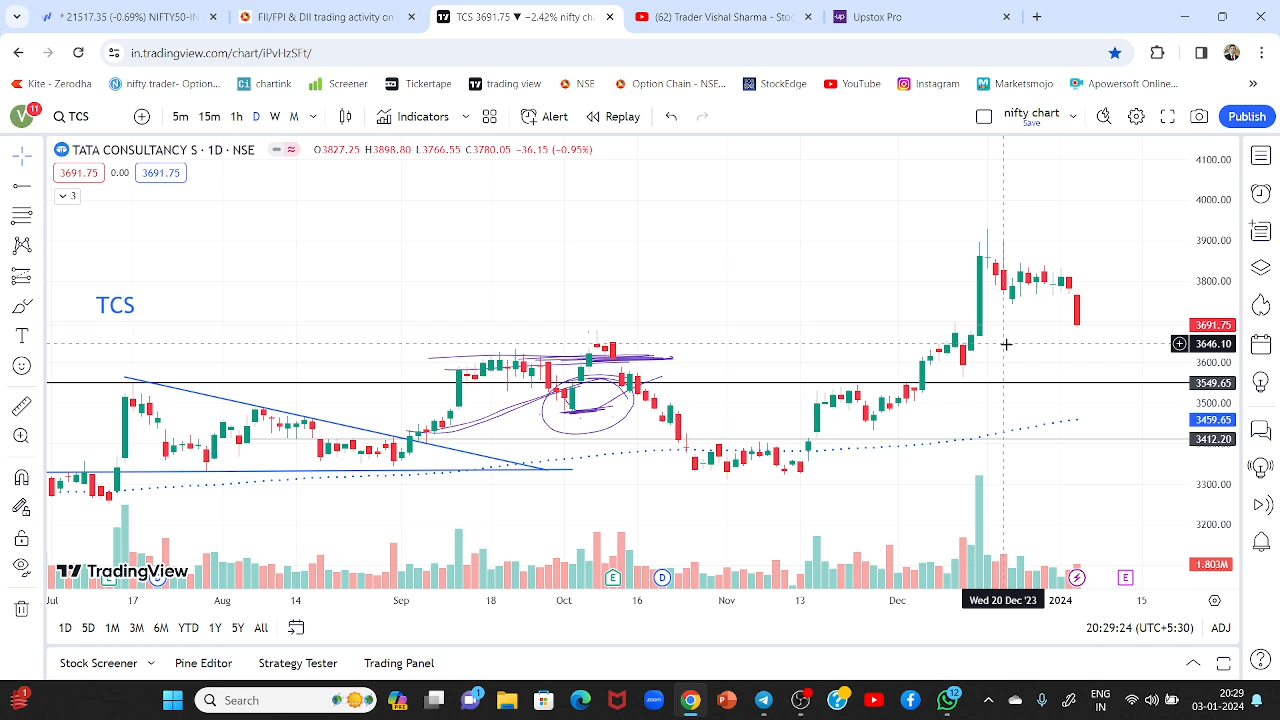 ▲ 21517.35 (-0.69%) NIFTY50-IN
FII/FPI & DII trading activity on
TCS 3691.75 ▼ −2.42% nifty cha
(62) Trader Vishal Sharma - Sto
Upstox Pro
in.tradingview.com/chart/iPvHzSFt/
Kite - Zerodha
nifty trader- Option...
chartink
Screener
Tickertape
trading view
NSE
Option Chain - NSE...
StockEdge
YouTube
Instagram
Marketsmojo
Apowersoft Online...
V 11 TCS 5m 15m 1h D W M Indicators Alert Replay nifty chart Save Publish
TATA CONSULTANCY S · 1D · NSE O3877.25 H3898.80 L3766.55 C3780.05 −36.15 (−0.95%)
3691.75 0.00 3691.75
3
TCS
4100.00
4000.00
3900.00
3800.00
3691.75
3646.10
3600.00
3549.65
3500.00
3459.65
3412.20
3300.00
3200.00
1.803M
TradingView
E D E
Jul 17 Aug 14 Sep 18 Oct 16 Nov 13 Dec Wed 20 Dec '23 2024 15
1D 5D 1M 3M 6M YTD 1Y 5Y All 20:29:24 (UTC+5:30) ADJ
Stock Screener Pine Editor Strategy Tester Trading Panel
Search
ENG
IN
20:29
03-01-2024